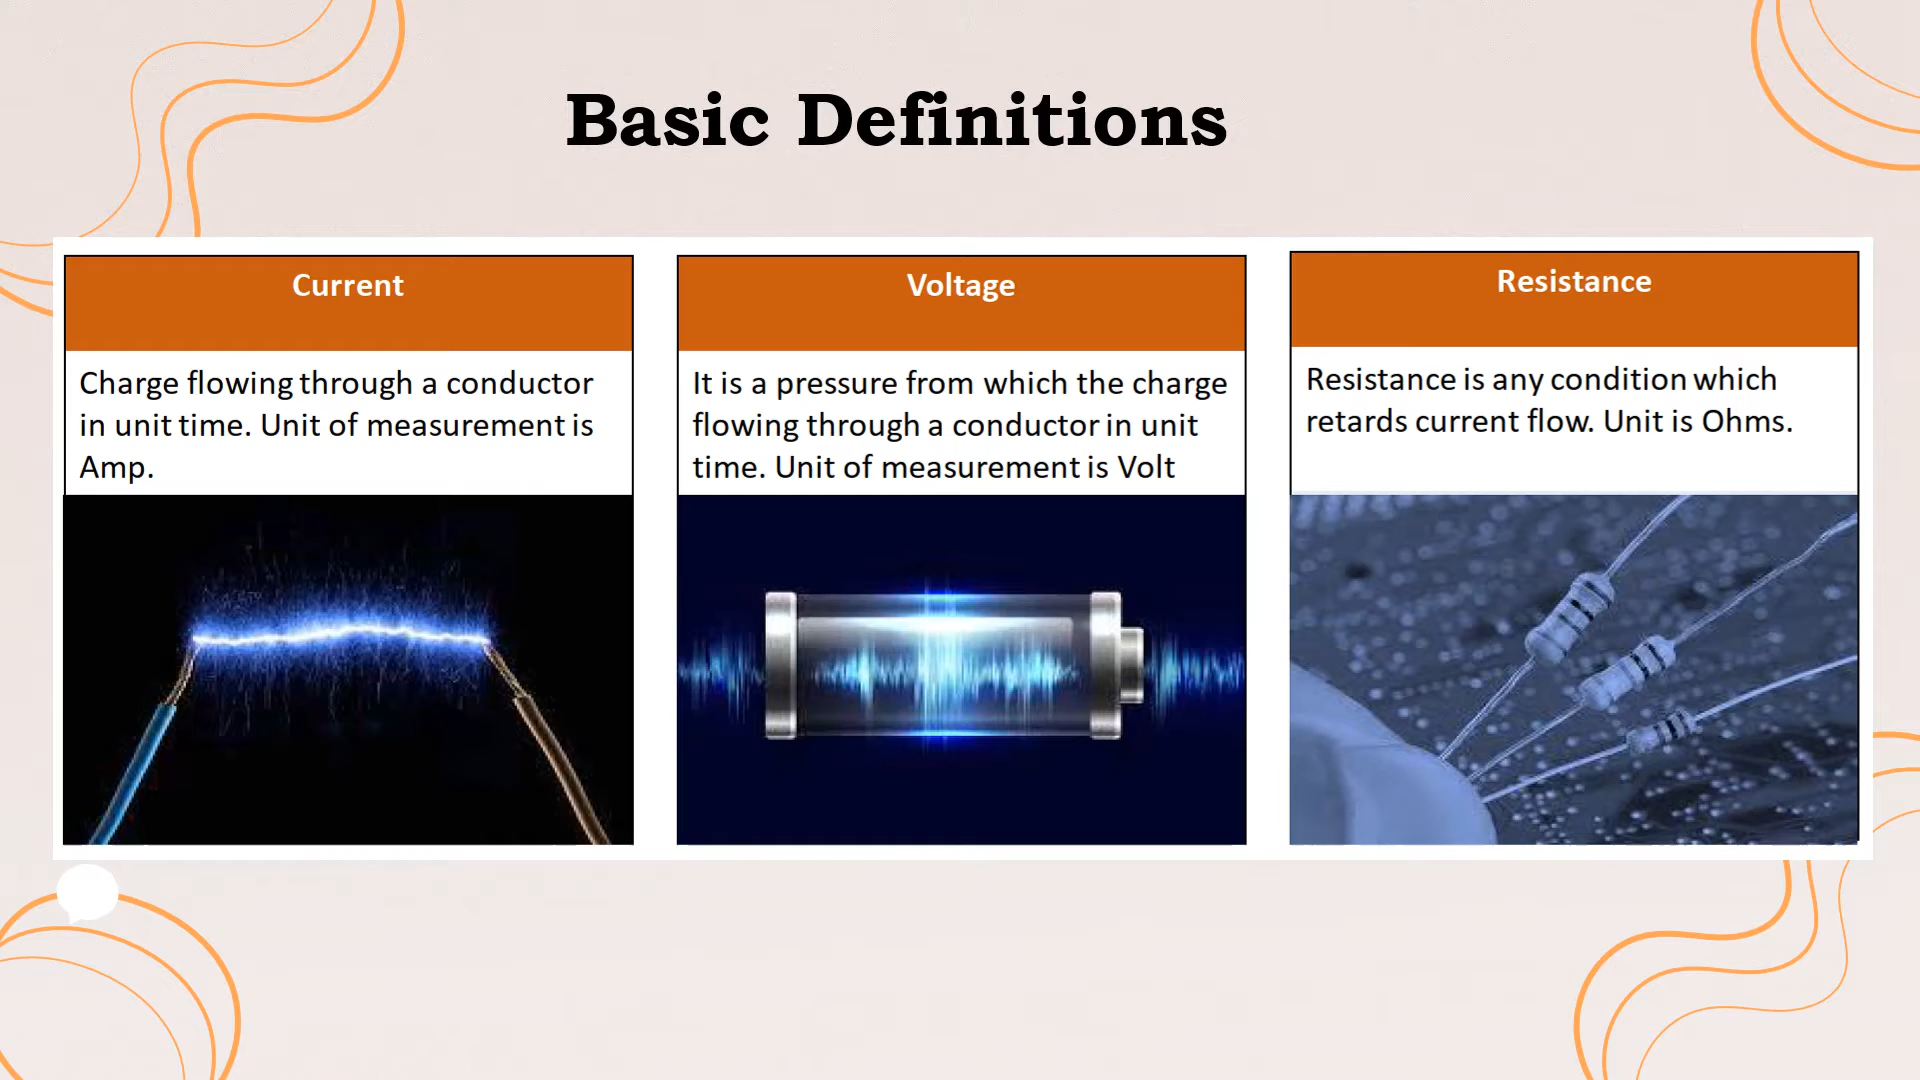 Basic Definitions
Current
Charge flowing through a conductor
in unit time. Unit of measurement is
Amp.
Voltage
It is a pressure from which the charge
flowing through a conductor in unit
time. Unit of measurement is Volt
Resistance
Resistance is any condition which
retards current flow. Unit is Ohms.